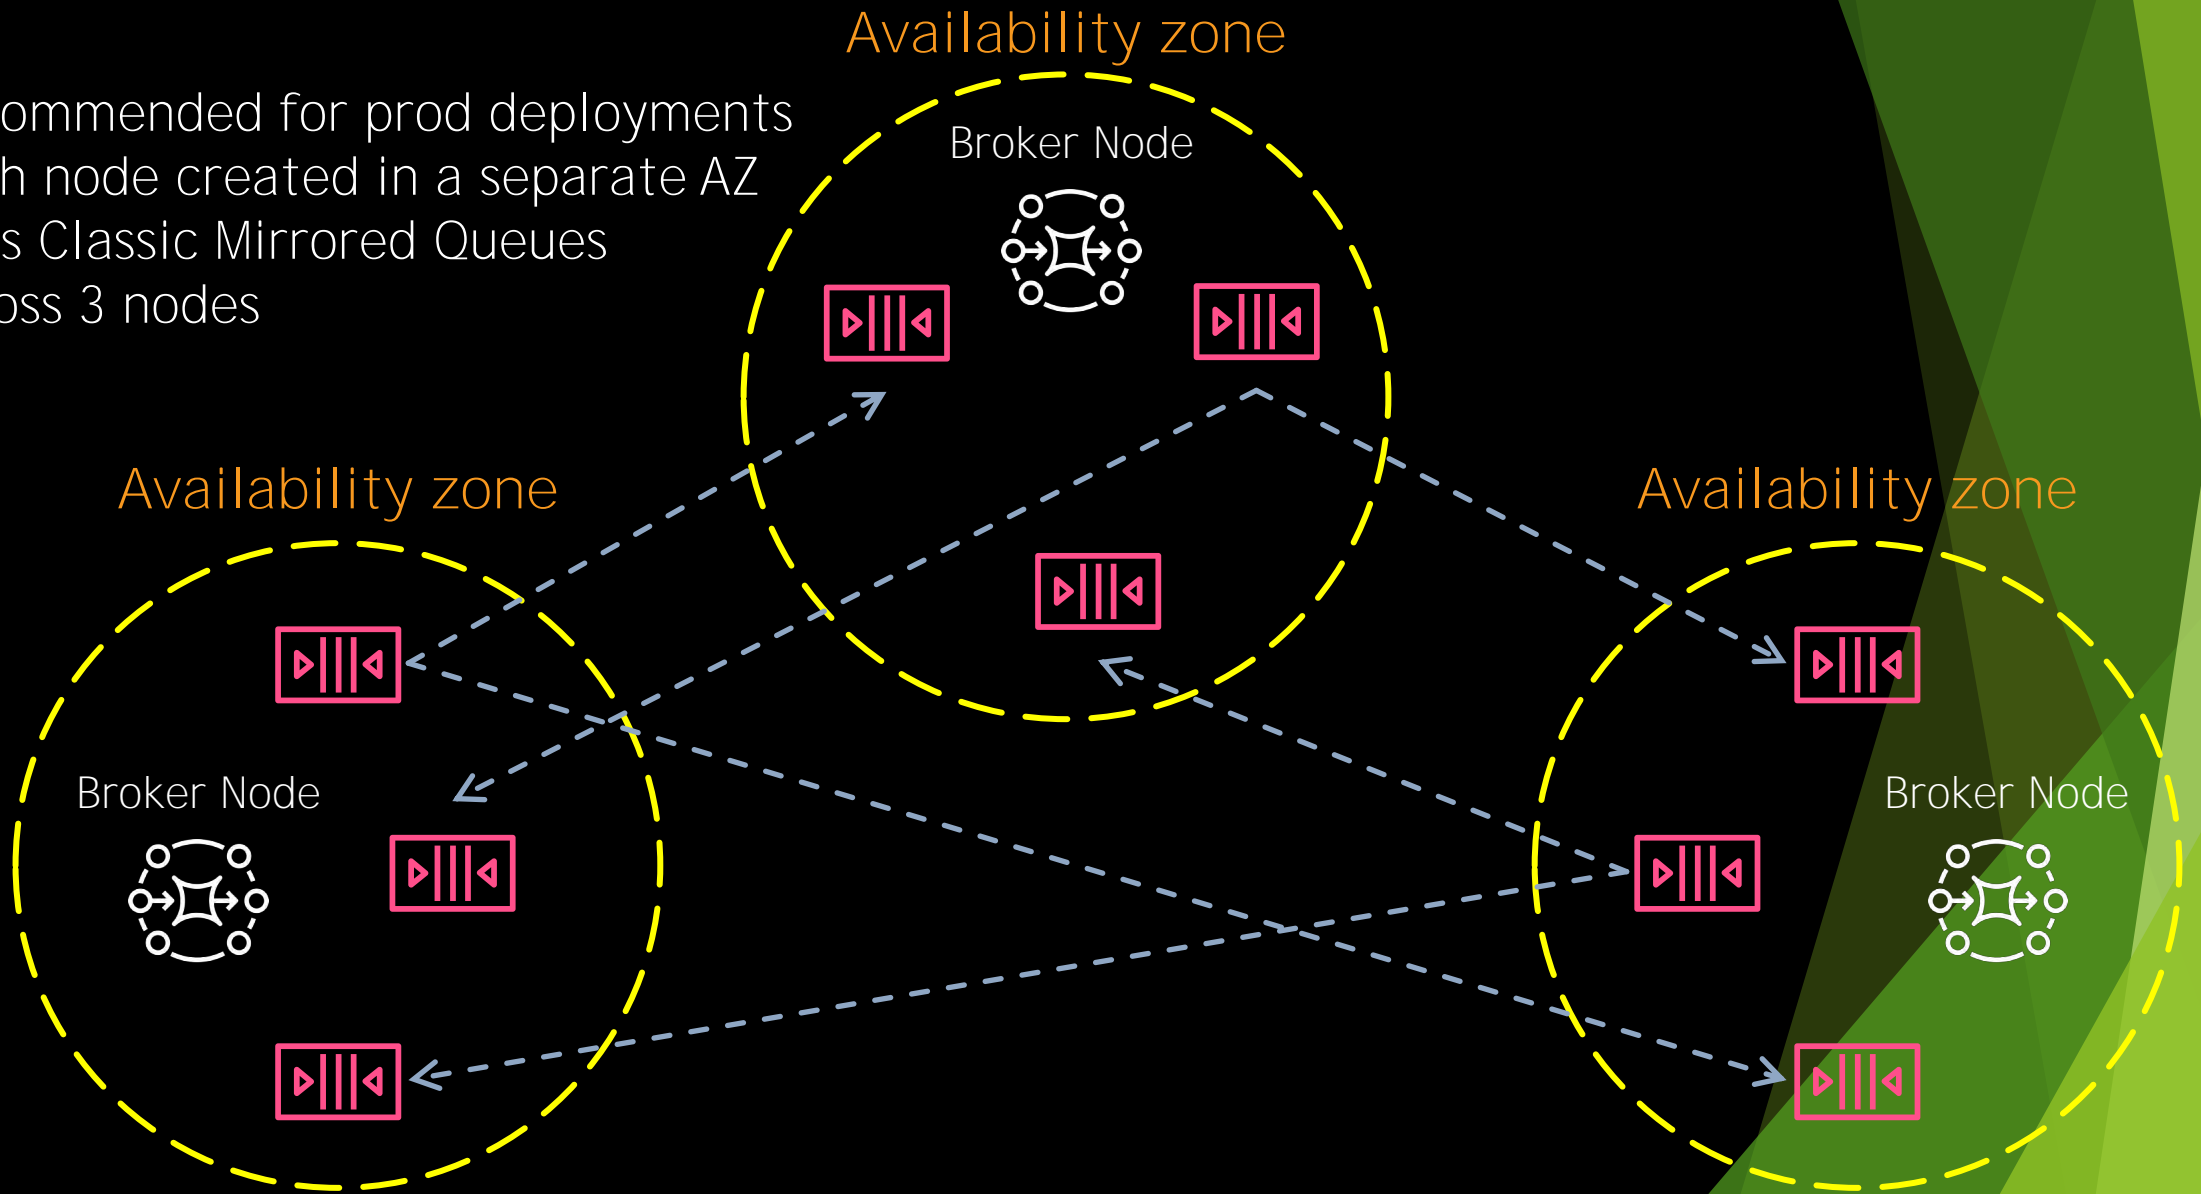 Availability zone
ommended for prod deployments
h node created in a separate AZ
s Classic Mirrored Queues
oss 3 nodes
Broker Node
Availability zone
Availability zone
Broker Node
Broker Node